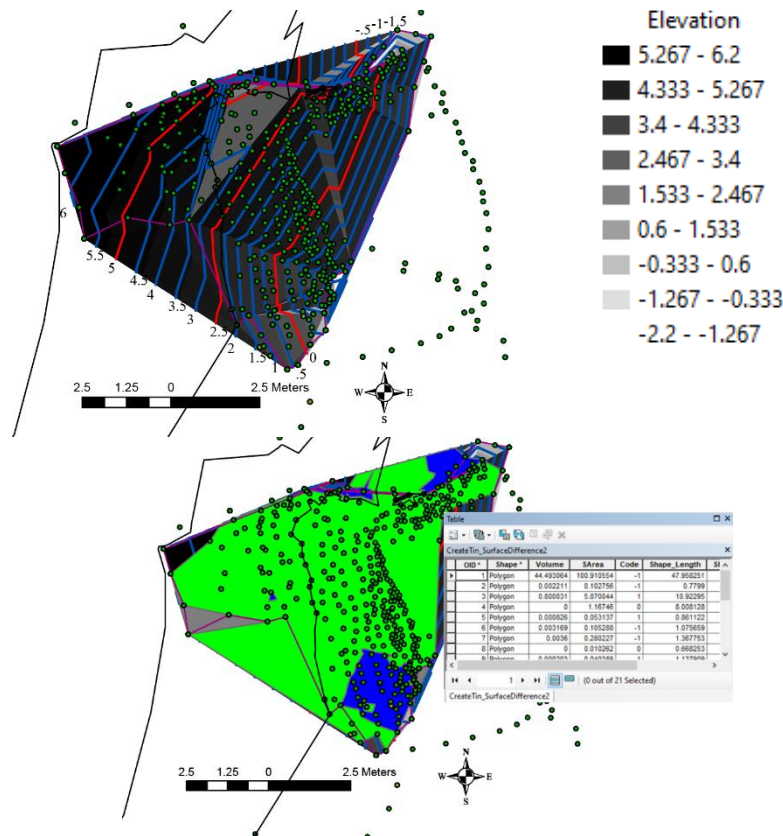 -.5 -1 -1.5
Elevation
5.267 - 6.2
4.333 - 5.267
3.4 - 4.333
2.467 - 3.4
1.533 - 2.467
0.6 - 1.533
-0.333 - 0.6
-1.267 - -0.333
-2.2 - -1.267
6
5.5
5
4.5
4
3.5
3
2.5
2
1.5
1
.5
0
2.5 1.25 0 2.5 Meters
N
W E
S
Table
CreateTin_SurfaceDifference2
OID * Shape * Volume SArea Code Shape_Length
1 Polygon 44.493064 100.910554 -1 47.958251
2 Polygon 0.002211 0.102756 -1 0.7799
3 Polygon 0.800031 5.870044 1 10.92295
4 Polygon 0 1.16746 0 8.008128
5 Polygon 0.000826 0.053137 1 0.861122
6 Polygon 0.003169 0.105288 -1 1.075659
7 Polygon 0.0036 0.280227 -1 1.367753
8 Polygon 0 0.010262 0 0.668253
1 (0 out of 21 Selected)
CreateTin_SurfaceDifference2
2.5 1.25 0 2.5 Meters
N
W E
S